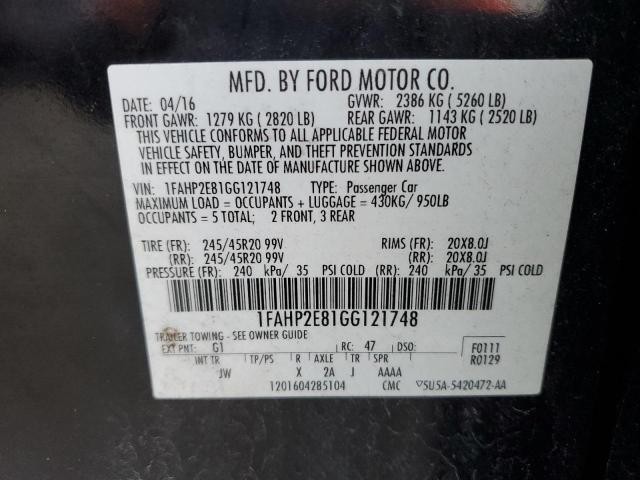 MFD. BY FORD MOTOR CO.
DATE: 04/16 GVWR: 2386 KG ( 5260 LB)
FRONT GAWR: 1279 KG ( 2820 LB) REAR GAWR: 1143 KG ( 2520 LB)
THIS VEHICLE CONFORMS TO ALL APPLICABLE FEDERAL MOTOR
VEHICLE SAFETY, BUMPER, AND THEFT PREVENTION STANDARDS
IN EFFECT ON THE DATE OF MANUFACTURE SHOWN ABOVE.
VIN: 1FAHP2E81GG121748 TYPE: Passenger Car
MAXIMUM LOAD = OCCUPANTS + LUGGAGE = 430KG/ 950LB
OCCUPANTS = 5 TOTAL; 2 FRONT, 3 REAR
TIRE (FR): 245/45R20 99V RIMS (FR): 20X8.0J
(RR): 245/45R20 99V (RR): 20X8.0J
PRESSURE (FR): 240 kPa/ 35 PSI COLD (RR): 240 kPa/ 35 PSI COLD
1FAHP2E81GG121748
TRAILER TOWING - SEE OWNER GUIDE
EXT PNT: G1 RC: 47 DSO: F0111
INT TR TP/PS R AXLE TR SPR R0129
JW X 2A J AAAA
1201604285104 CMC ▽5U5A-5420472-AA